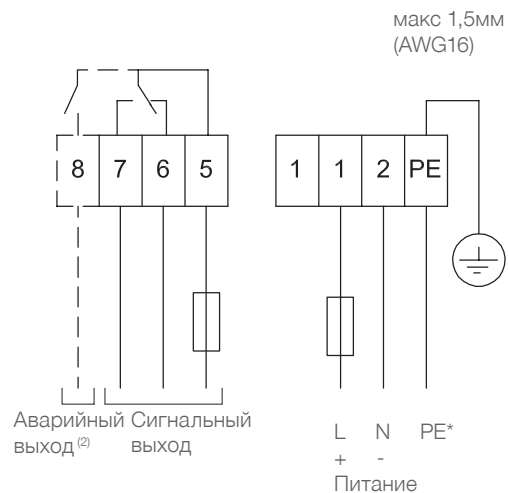 макс 1,5мм
(AWG16)
8 7 6 5 1 1 2 PE
Аварийный Сигнальный
выход (2) выход
L N PE*
+ -
Питание